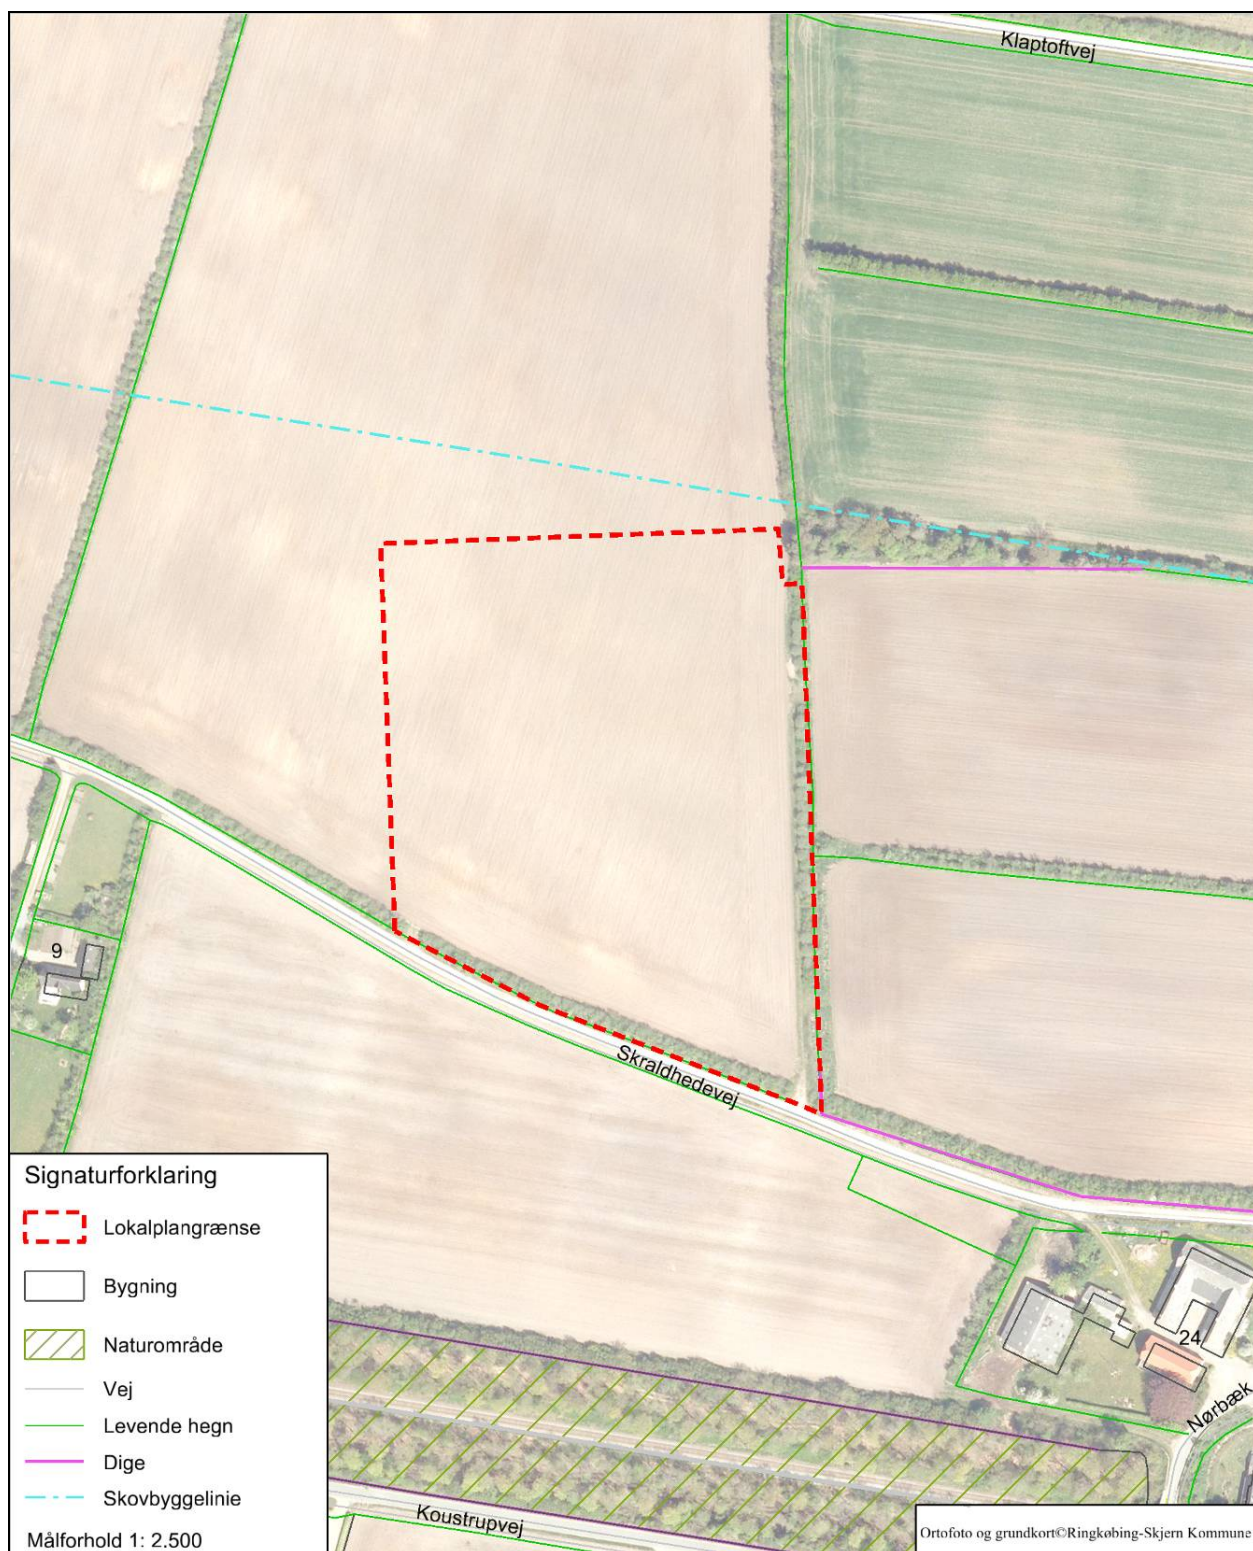 Klaptoftvej
9
Skraldhedevej
24
Nørbæk
Koustrupvej
Signaturforklaring
Lokalplangrænse
Bygning
Naturområde
Vej
Levende hegn
Dige
Skovbyggelinie
Målforhold 1: 2.500
Ortofoto og grundkort©Ringkøbing-Skjern Kommune